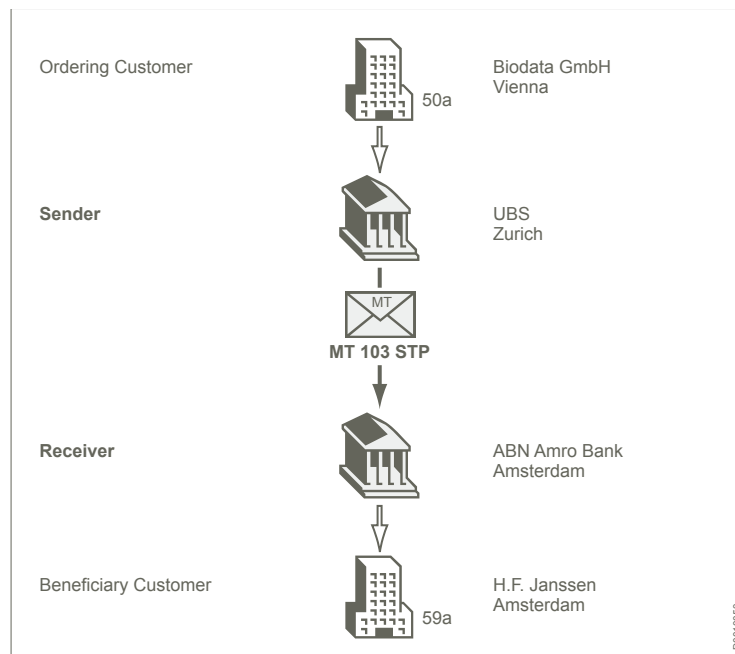 Ordering Customer
50a
Biodata GmbH
Vienna
Sender
UBS
Zurich
MT
MT 103 STP
Receiver
ABN Amro Bank
Amsterdam
Beneficiary Customer
59a
H.F. Janssen
Amsterdam